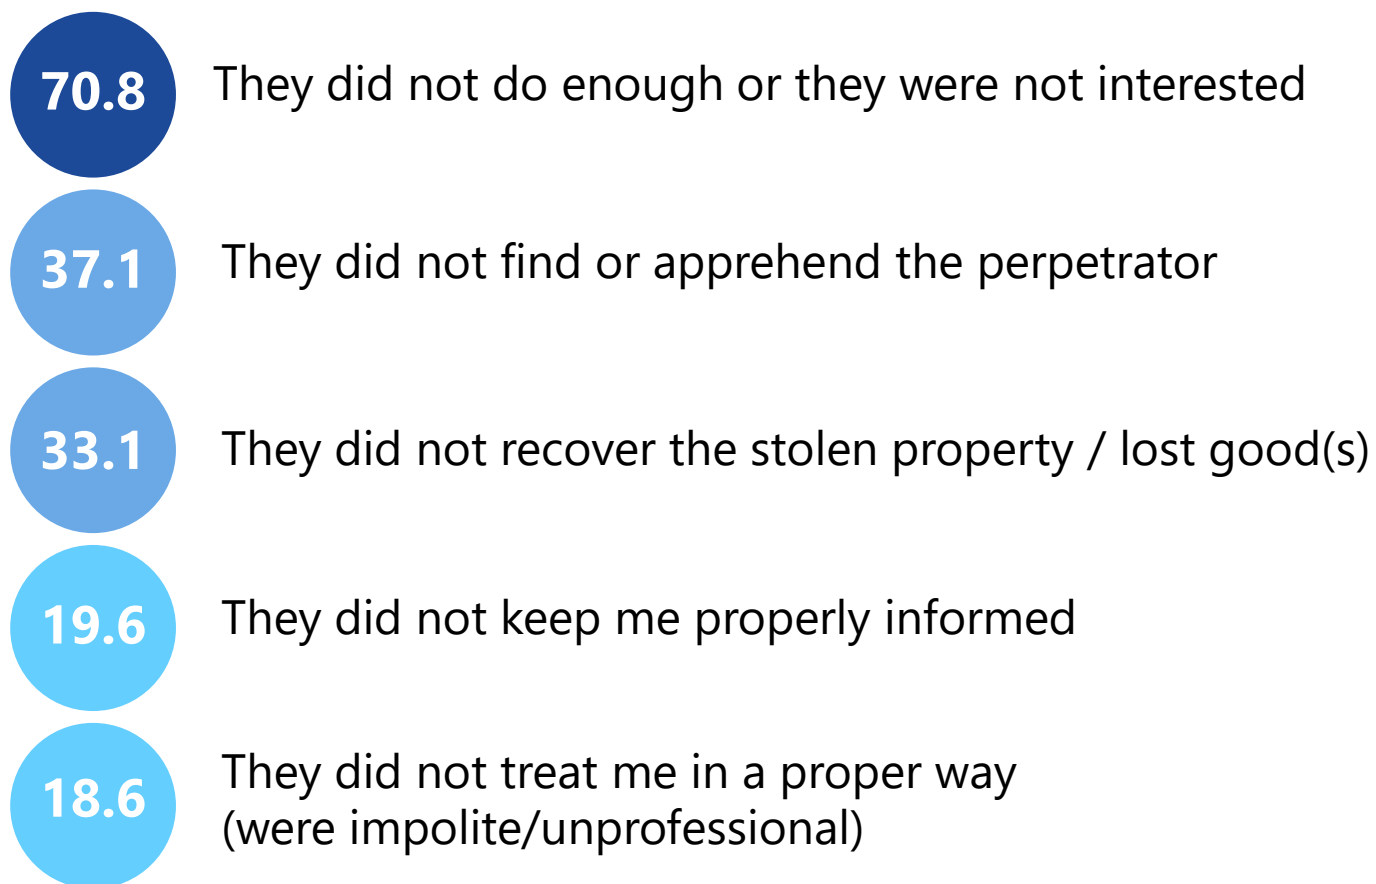 70.8 They did not do enough or they were not interested
37.1 They did not find or apprehend the perpetrator
33.1 They did not recover the stolen property / lost good(s)
19.6 They did not keep me properly informed
18.6 They did not treat me in a proper way
(were impolite/unprofessional)